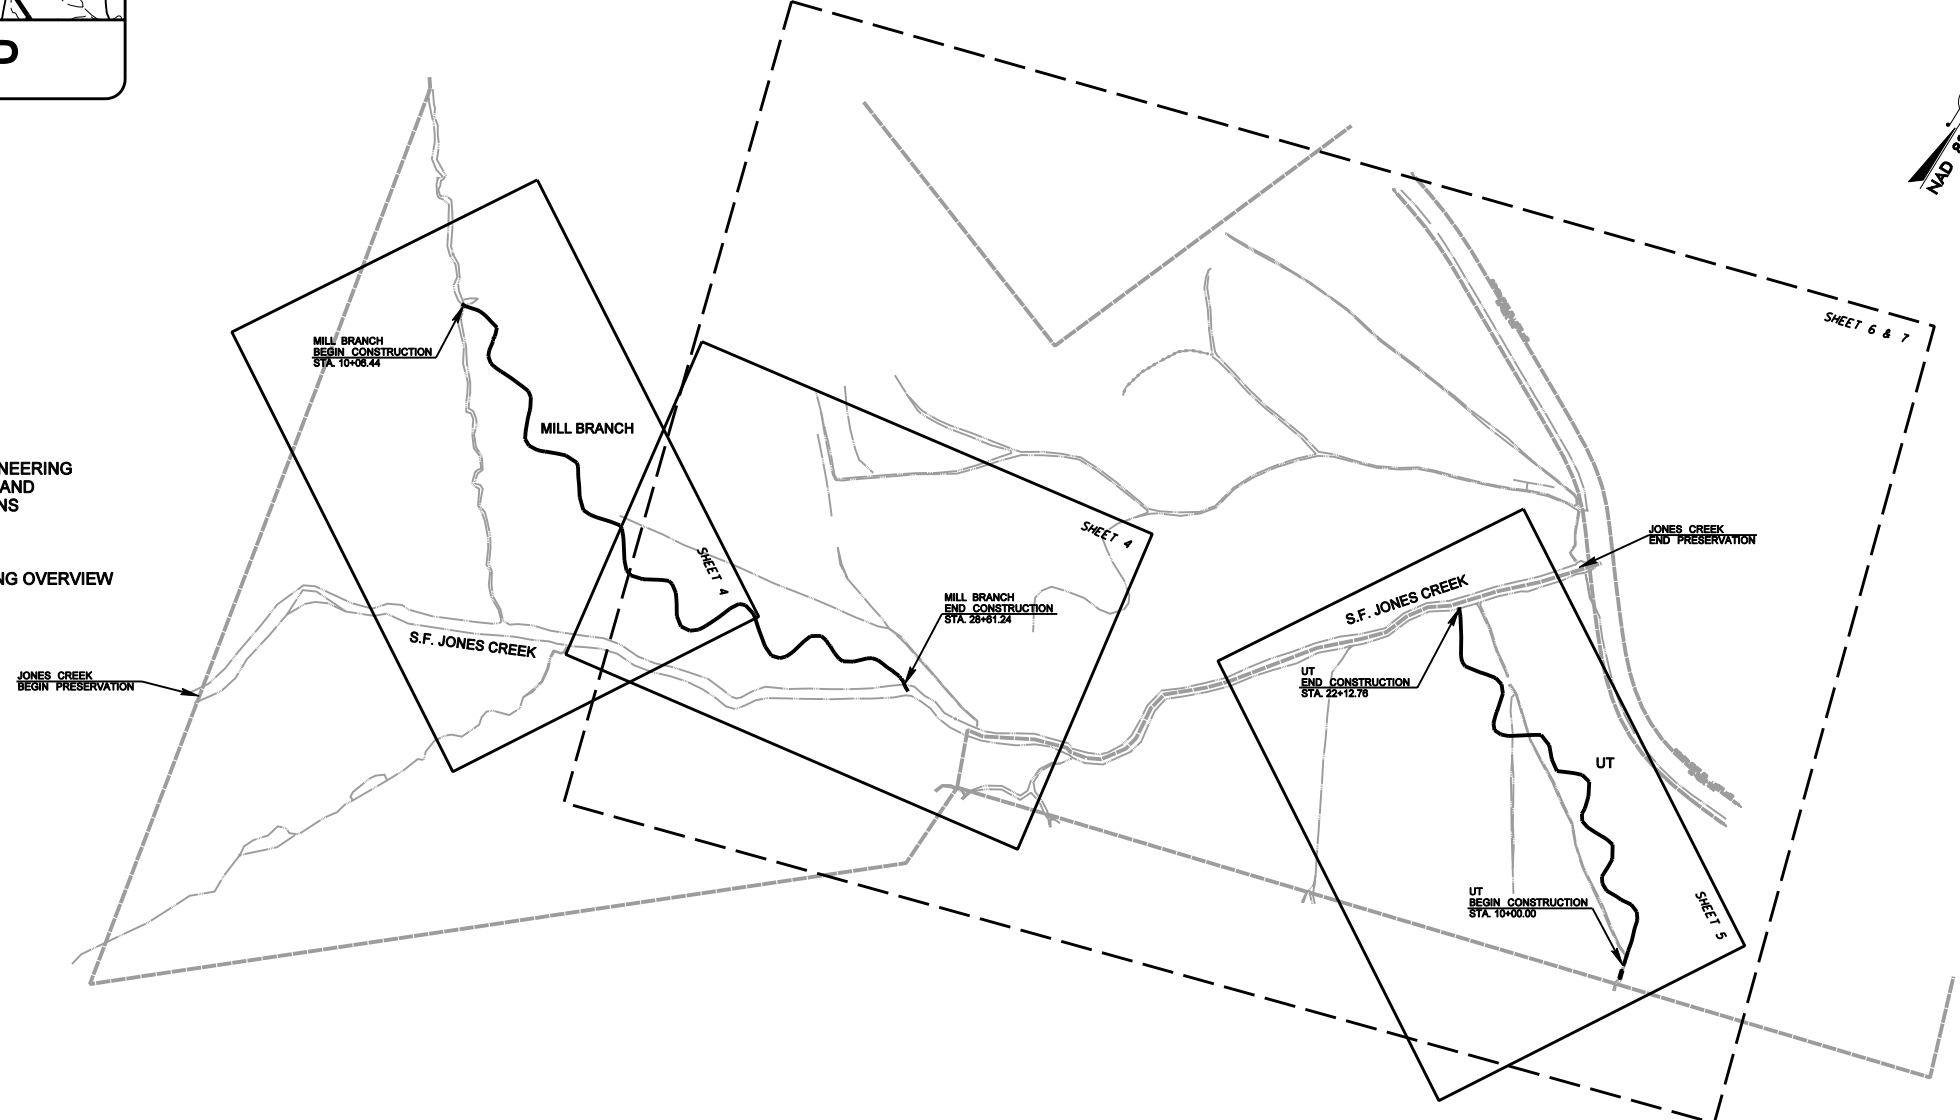 P
NAD 8
SHEET 6 & 7
MILL BRANCH
BEGIN CONSTRUCTION
STA. 10+06.44
MILL BRANCH
NEERING
AND
NS
SHEET 4
SHEET 4
JONES CREEK
END PRESERVATION
NG OVERVIEW
S.F. JONES CREEK
MILL BRANCH
END CONSTRUCTION
STA. 28+61.24
S.F. JONES CREEK
JONES CREEK
BEGIN PRESERVATION
UT
END CONSTRUCTION
STA. 22+12.76
UT
UT
BEGIN CONSTRUCTION
STA. 10+00.00
SHEET 5